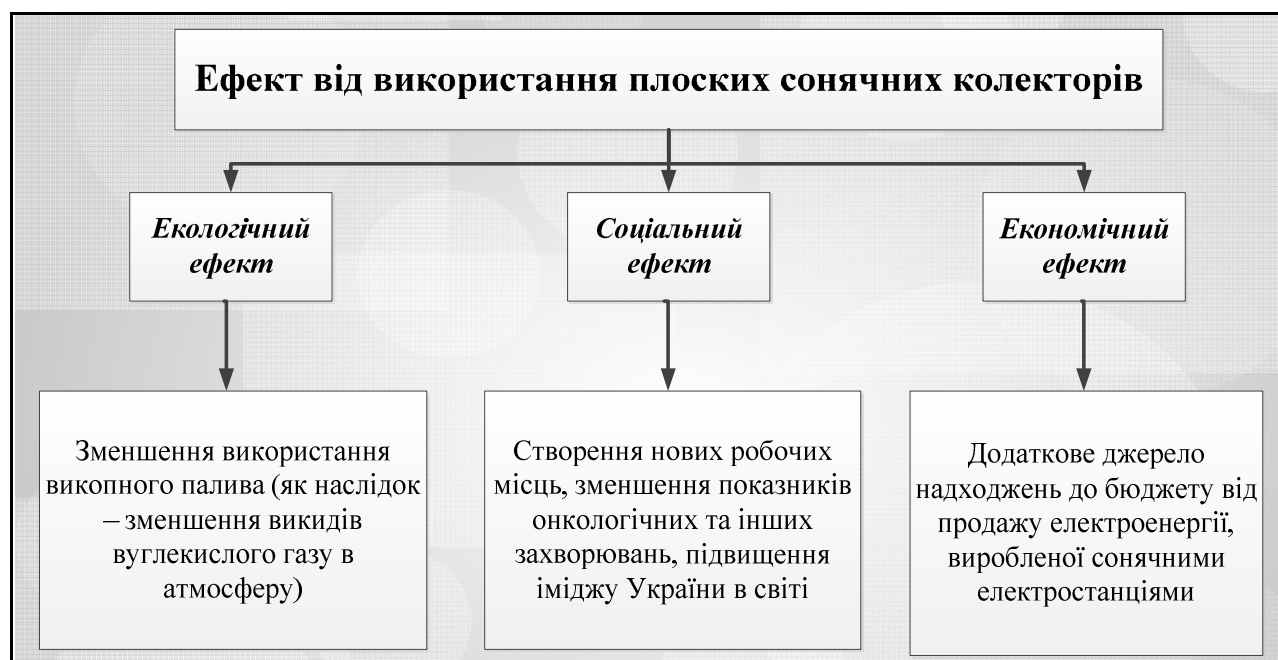 Ефект від використання плоских сонячних колекторів
Екологічний
ефект
Соціальний
ефект
Економічний
ефект
Зменшення використання
викопного палива (як наслідок
– зменшення викидів
вуглекислого газу в
атмосферу)
Створення нових робочих
місць, зменшення показників
онкологічних та інших
захворювань, підвищення
іміджу України в світі
Додаткове джерело
надходжень до бюджету від
продажу електроенергії,
виробленої сонячними
електростанціями